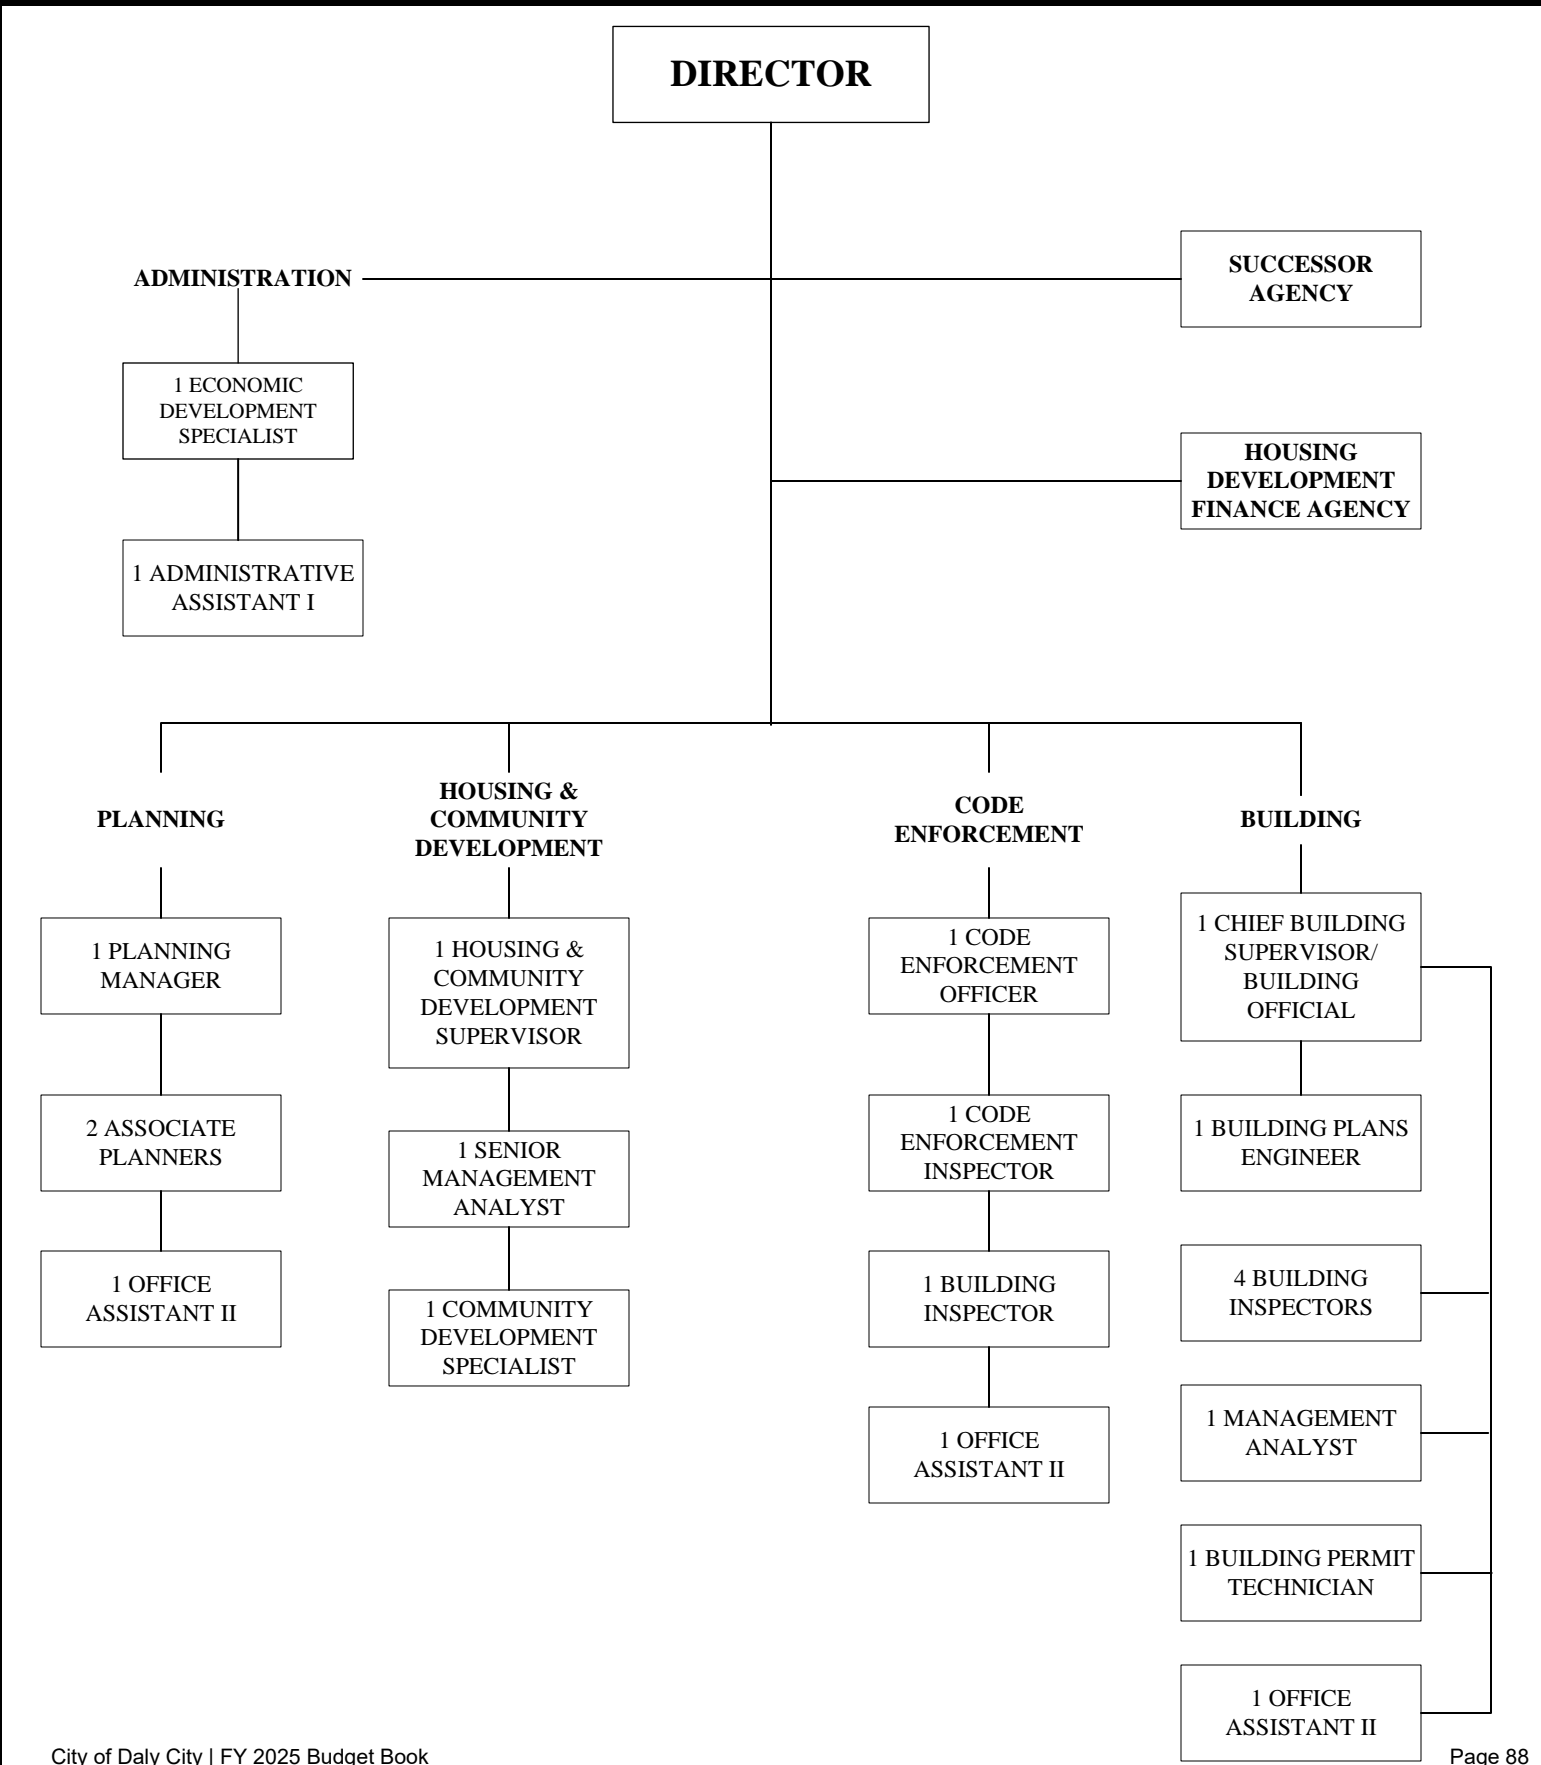 DIRECTOR
ADMINISTRATION
SUCCESSOR
AGENCY
1 ECONOMIC
DEVELOPMENT
SPECIALIST
HOUSING
DEVELOPMENT
FINANCE AGENCY
1 ADMINISTRATIVE
ASSISTANT I
PLANNING
HOUSING &
COMMUNITY
DEVELOPMENT
CODE
ENFORCEMENT
BUILDING
1 PLANNING
MANAGER
2 ASSOCIATE
PLANNERS
1 OFFICE
ASSISTANT II
1 HOUSING &
COMMUNITY
DEVELOPMENT
SUPERVISOR
1 SENIOR
MANAGEMENT
ANALYST
1 COMMUNITY
DEVELOPMENT
SPECIALIST
1 CODE
ENFORCEMENT
OFFICER
1 CODE
ENFORCEMENT
INSPECTOR
1 BUILDING
INSPECTOR
1 OFFICE
ASSISTANT II
1 CHIEF BUILDING
SUPERVISOR/
BUILDING
OFFICIAL
1 BUILDING PLANS
ENGINEER
4 BUILDING
INSPECTORS
1 MANAGEMENT
ANALYST
1 BUILDING PERMIT
TECHNICIAN
1 OFFICE
ASSISTANT II
City of Daly City | FY 2025 Budget Book
Page 88